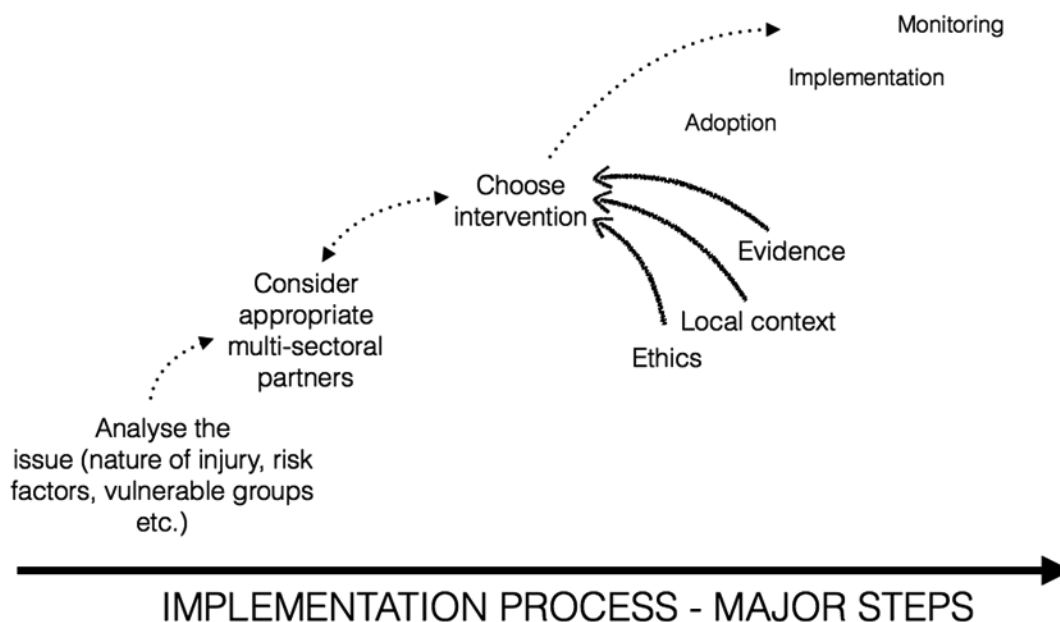 Monitoring
Implementation
Adoption
Choose
intervention
Evidence
Local context
Ethics
Consider
appropriate
multi-sectoral
partners
Analyse the
issue (nature of injury, risk
factors, vulnerable groups
etc.)
IMPLEMENTATION PROCESS - MAJOR STEPS